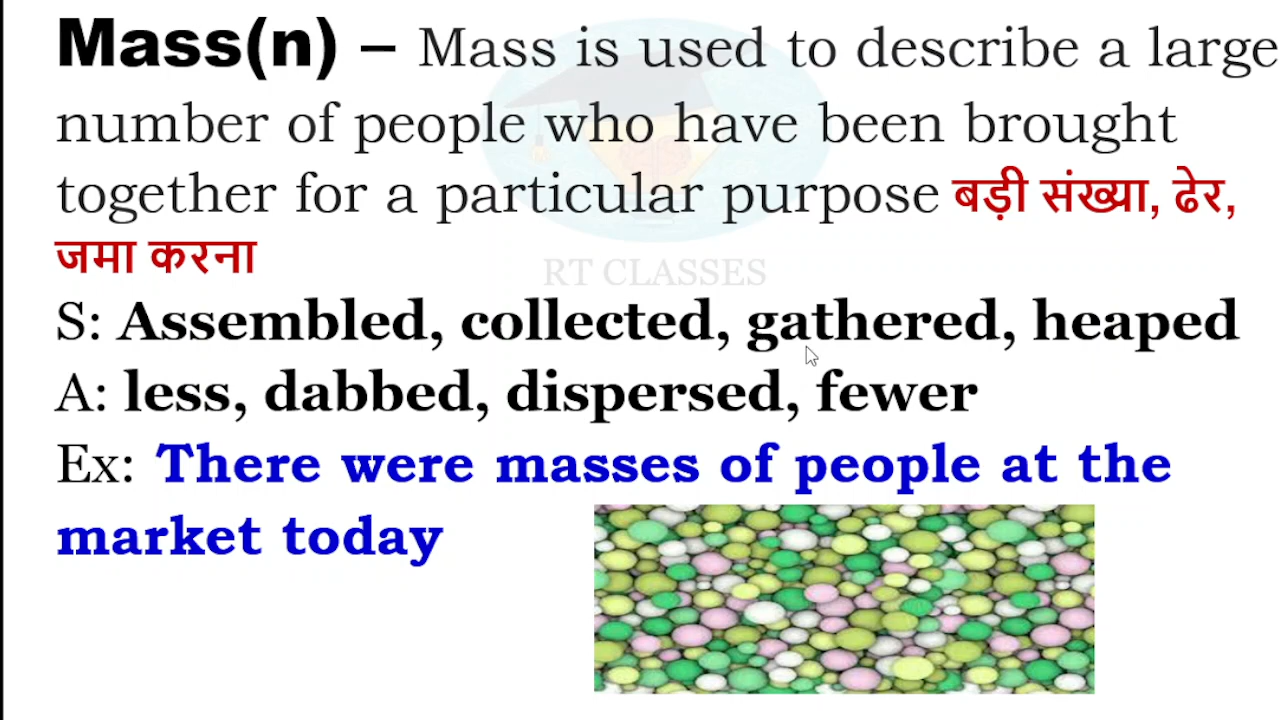 Mass(n) – Mass is used to describe a large
number of people who have been brought
together for a particular purpose बड़ी संख्या, ढेर,
जमा करना
RT CLASSES
S: Assembled, collected, gathered, heaped
A: less, dabbed, dispersed, fewer
Ex: There were masses of people at the
market today